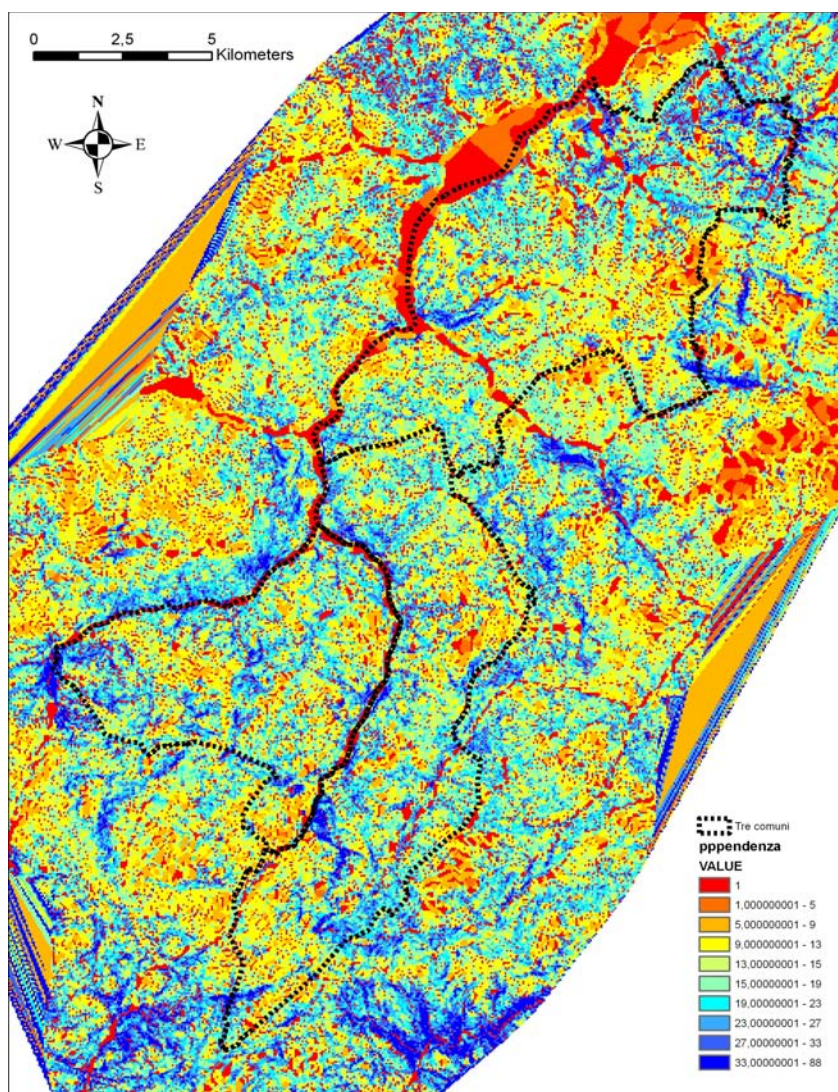 0 2,5 5
Kilometers
N
W E
S
Tre comuni
pppendenza
VALUE
1
1,000000001 - 5
5,000000001 - 9
9,000000001 - 13
13,00000001 - 15
15,00000001 - 19
19,00000001 - 23
23,00000001 - 27
27,00000001 - 33
33,00000001 - 88